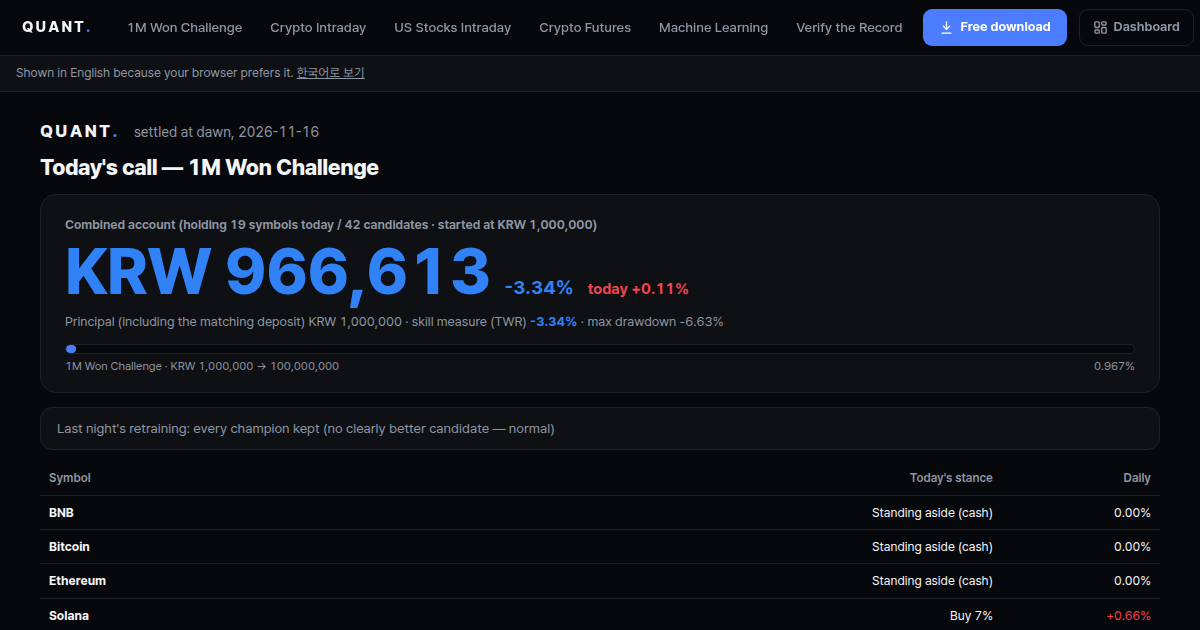 QUANT. 1M Won Challenge Crypto Intraday US Stocks Intraday Crypto Futures Machine Learning Verify the Record Free download Dashboard
Shown in English because your browser prefers it. 한국어로 보기
QUANT. settled at dawn, 2026-11-16
Today's call — 1M Won Challenge
Combined account (holding 19 symbols today / 42 candidates · started at KRW 1,000,000)
KRW 966,613 -3.34% today +0.11%
Principal (including the matching deposit) KRW 1,000,000 · skill measure (TWR) -3.34% · max drawdown -6.63%
1M Won Challenge · KRW 1,000,000 → 100,000,000 0.967%
Last night's retraining: every champion kept (no clearly better candidate — normal)
Symbol Today's stance Daily
BNB Standing aside (cash) 0.00%
Bitcoin Standing aside (cash) 0.00%
Ethereum Standing aside (cash) 0.00%
Solana Buy 7% +0.66%